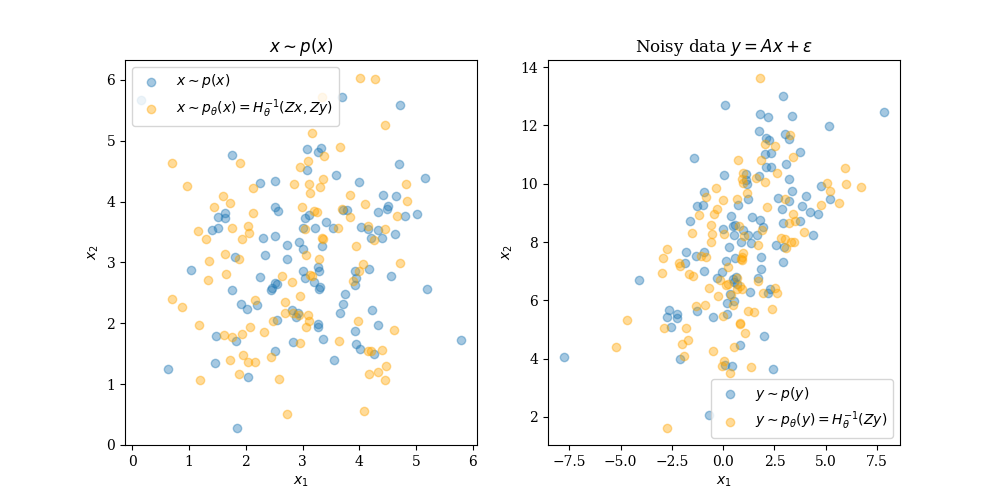 x ∼ p(x)
x ∼ p(x)
x ∼ p_θ(x) = H_θ^{-1}(Zx, Zy)
6
5
4
3
2
1
0
x_2
0 1 2 3 4 5 6
x_1
Noisy data y = Ax + ε
14
12
10
8
6
4
2
x_2
y ∼ p(y)
y ∼ p_θ(y) = H_θ^{-1}(Zy)
−7.5 −5.0 −2.5 0.0 2.5 5.0 7.5
x_1